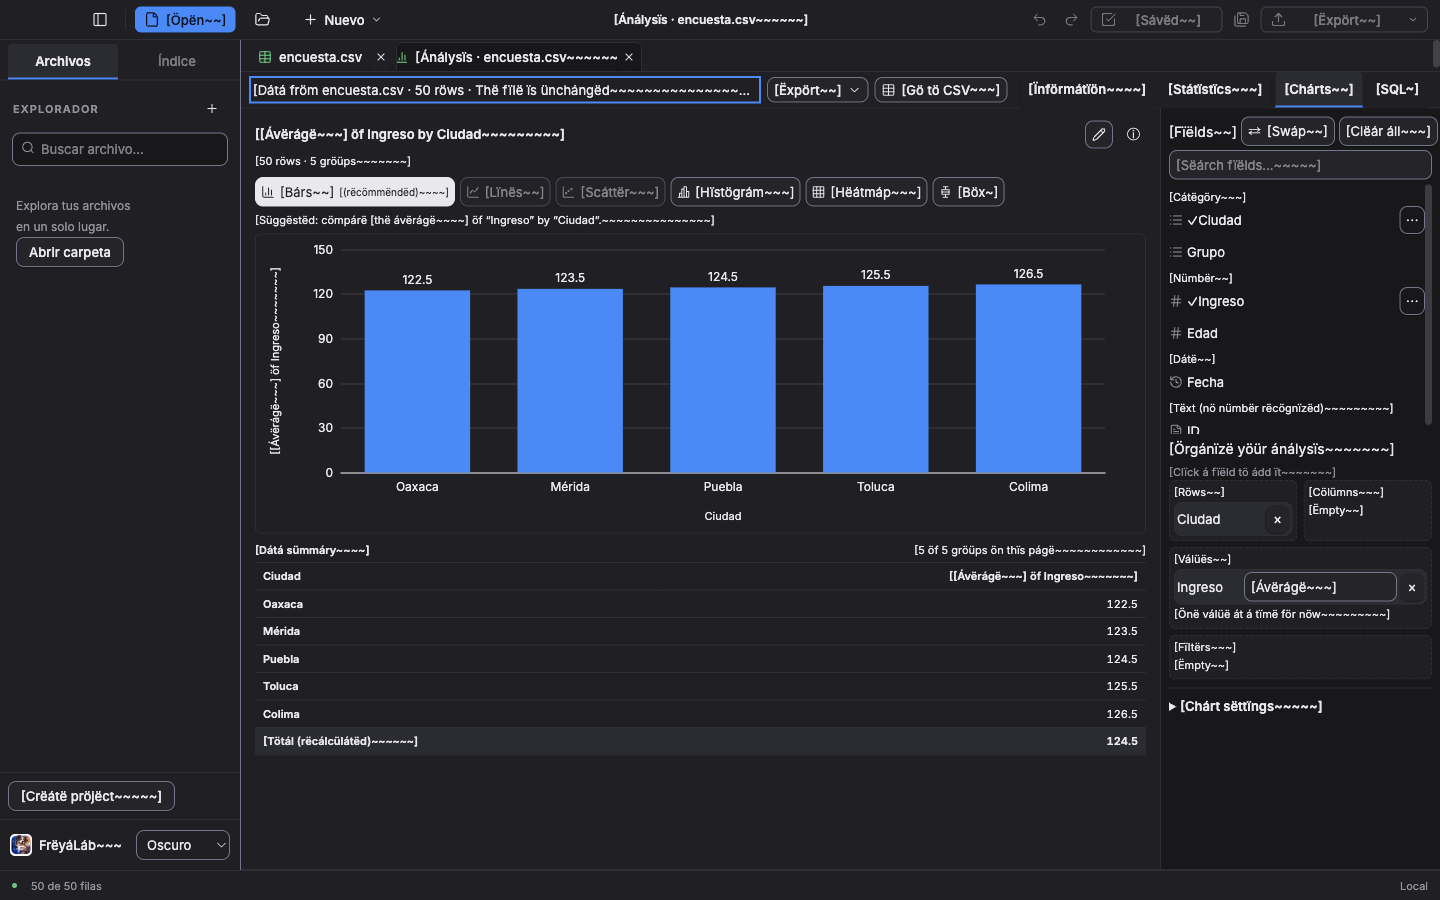 [Öpën~~]
Nuevo
[Ánálysïs · encuesta.csv~~~~~~]
[Sávëd~~]
[Ëxpört~~]
Archivos
Índice
encuesta.csv
[Ánálysïs · encuesta.csv~~~~~~
[Dátá fröm encuesta.csv · 50 röws · Thë fïlë ïs ünchángëd~~~~~~~~~~~~~~~...
[Ëxpört~~]
[Gö tö CSV~~~]
[Ïnförmátïön~~~~]
[Státïstïcs~~~]
[Chárts~~]
[SQL~]
EXPLORADOR
Buscar archivo...
Explora tus archivos
en un solo lugar.
Abrir carpeta
[[Ávërágë~~~] öf Ingreso by Ciudad~~~~~~~~~]
[50 röws · 5 gröüps~~~~~~~]
[Bárs~~] [(rëcömmëndëd)~~~~]
[Lïnës~~]
[Scáttër~~~]
[Hïstögrám~~~]
[Hëátmáp~~~]
[Böx~]
[Süggëstëd: cömpárë [thë ávërágë~~~~] öf “Ingreso” by “Ciudad”.~~~~~~~~~~~~~~~]
150
120
90
60
30
0
[[Ávërágë~~~] öf Ingreso~~~~~~~]
122.5
123.5
124.5
125.5
126.5
Oaxaca
Mérida
Puebla
Toluca
Colima
Ciudad
[Dátá sümmáry~~~~]
[5 öf 5 gröüps ön thïs págë~~~~~~~~~~~~]
Ciudad
[[Ávërágë~~~] öf Ingreso~~~~~~~]
Oaxaca 122.5
Mérida 123.5
Puebla 124.5
Toluca 125.5
Colima 126.5
[Tötál (rëcálcülátëd)~~~~~~] 124.5
[Fïëlds~~]
[Swáp~~]
[Clëár áll~~~]
[Sëárch fïëlds...~~~~~]
[Cátëgöry~~~]
✓Ciudad
Grupo
[Nümbër~~]
✓Ingreso
Edad
[Dátë~~]
Fecha
[Tëxt (nö nümbër rëcögnïzëd)~~~~~~~~~]
ID
[Örgánïzë yöür ánálysïs~~~~~~~]
[Clïck á fïëld tö ádd ït~~~~~~~]
[Röws~~]
Ciudad ×
[Cölümns~~~]
[Ëmpty~~]
[Válüës~~]
Ingreso [Ávërágë~~~] ×
[Önë válüë át á tïmë för nöw~~~~~~~~~]
[Fïltërs~~~]
[Ëmpty~~]
[Chárt sëttïngs~~~~~]
[Crëátë pröjëct~~~~~]
FrëyáLáb~~~
Oscuro
50 de 50 filas
Local